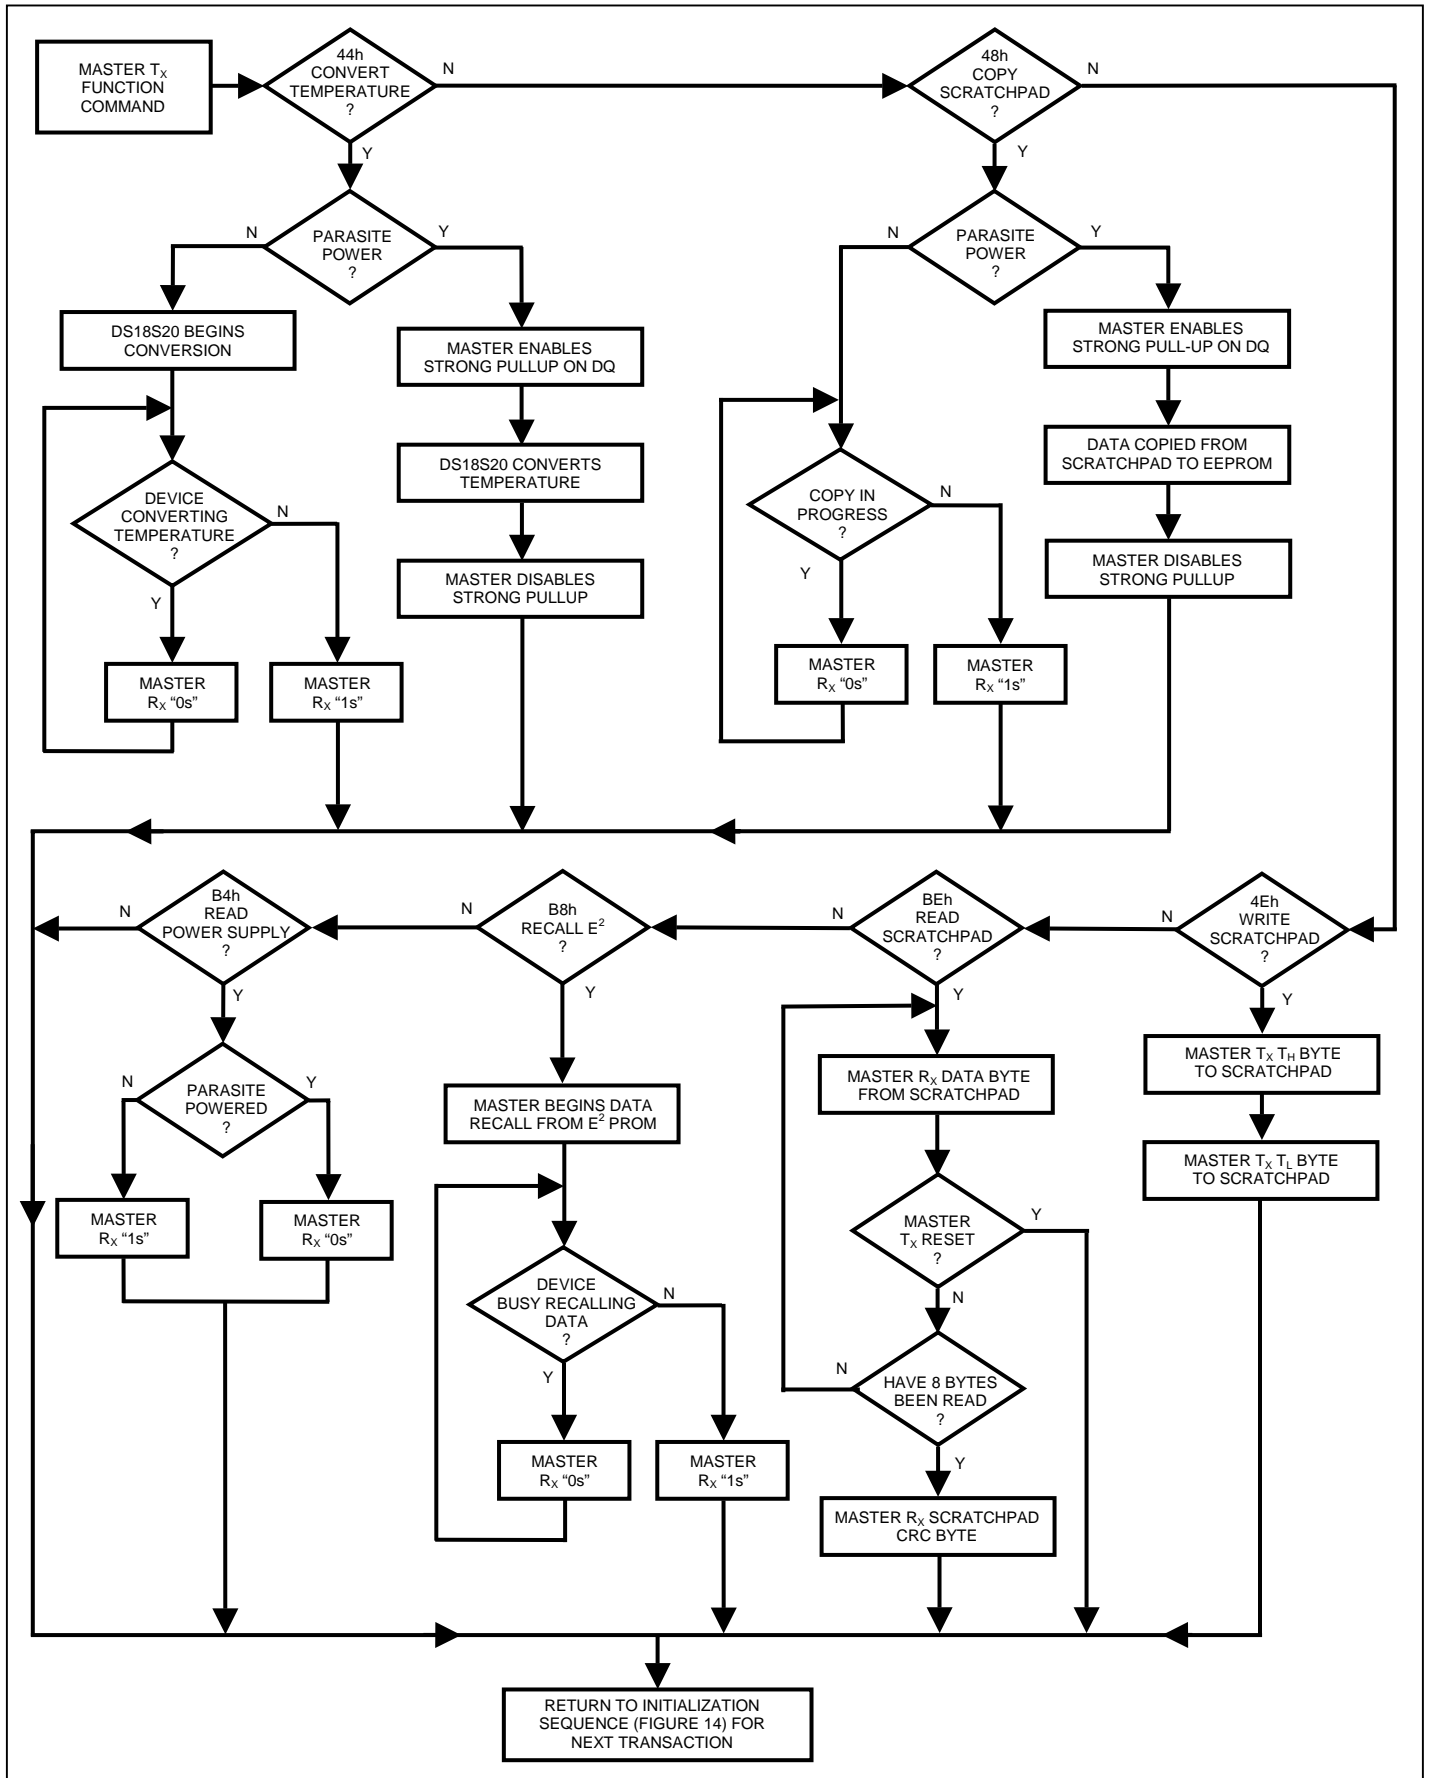 MASTER TX
FUNCTION
COMMAND
44h
CONVERT
TEMPERATURE
?
N
Y
48h
COPY
SCRATCHPAD
?
N
Y
PARASITE
POWER
?
N
Y
DS18S20 BEGINS
CONVERSION
MASTER ENABLES
STRONG PULLUP ON DQ
DS18S20 CONVERTS
TEMPERATURE
MASTER DISABLES
STRONG PULLUP
DEVICE
CONVERTING
TEMPERATURE
?
N
Y
MASTER
RX “0s”
MASTER
RX “1s”
PARASITE
POWER
?
N
Y
MASTER ENABLES
STRONG PULL-UP ON DQ
DATA COPIED FROM
SCRATCHPAD TO EEPROM
MASTER DISABLES
STRONG PULLUP
COPY IN
PROGRESS
?
N
Y
MASTER
RX “0s”
MASTER
RX “1s”
B4h
READ
POWER SUPPLY
?
N
Y
PARASITE
POWERED
?
N
Y
MASTER
RX “1s”
MASTER
RX “0s”
B8h
RECALL E2
?
N
Y
MASTER BEGINS DATA
RECALL FROM E2 PROM
DEVICE
BUSY RECALLING
DATA
?
N
Y
MASTER
RX “0s”
MASTER
RX “1s”
BEh
READ
SCRATCHPAD
?
N
Y
MASTER RX DATA BYTE
FROM SCRATCHPAD
MASTER
TX RESET
?
Y
N
HAVE 8 BYTES
BEEN READ
?
N
Y
MASTER RX SCRATCHPAD
CRC BYTE
4Eh
WRITE
SCRATCHPAD
?
N
Y
MASTER TX TH BYTE
TO SCRATCHPAD
MASTER TX TL BYTE
TO SCRATCHPAD
RETURN TO INITIALIZATION
SEQUENCE (FIGURE 14) FOR
NEXT TRANSACTION